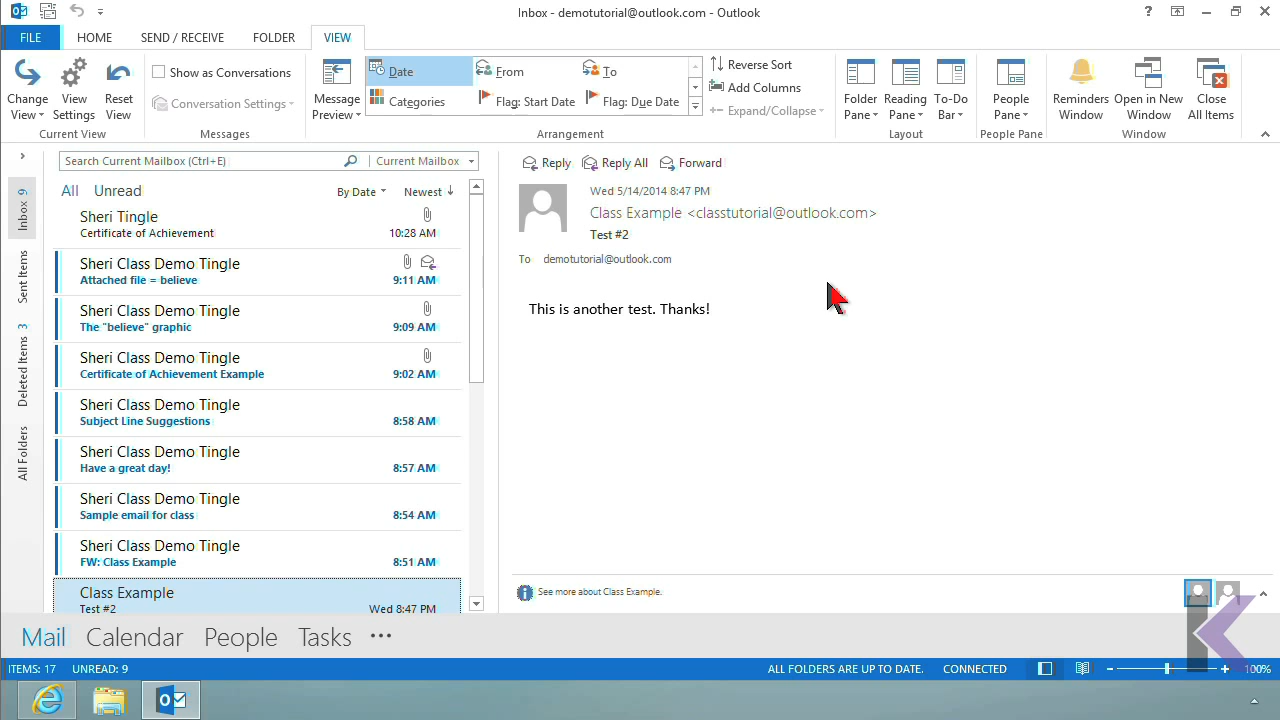 Inbox - demotutorial@outlook.com - Outlook
?
FILE HOME SEND / RECEIVE FOLDER VIEW
Change View
View Settings
Reset View
Current View
Show as Conversations
Conversation Settings
Messages
Message Preview
Date From To
Categories Flag: Start Date Flag: Due Date
Reverse Sort
Add Columns
Expand/Collapse
Arrangement
Folder Pane
Reading Pane
To-Do Bar
Layout
People Pane
People Pane
Reminders Window
Open in New Window
Close All Items
Window
Search Current Mailbox (Ctrl+E) Current Mailbox
All Unread By Date Newest
Inbox 9
Sent Items
Deleted Items 3
All Folders
Sheri Tingle
Certificate of Achievement 10:28 AM
Sheri Class Demo Tingle
Attached file = believe 9:11 AM
Sheri Class Demo Tingle
The "believe" graphic 9:09 AM
Sheri Class Demo Tingle
Certificate of Achievement Example 9:02 AM
Sheri Class Demo Tingle
Subject Line Suggestions 8:58 AM
Sheri Class Demo Tingle
Have a great day! 8:57 AM
Sheri Class Demo Tingle
Sample email for class 8:54 AM
Sheri Class Demo Tingle
FW: Class Example 8:51 AM
Class Example
Test #2 Wed 8:47 PM
Reply Reply All Forward
Wed 5/14/2014 8:47 PM
Class Example <classtutorial@outlook.com>
Test #2
To demotutorial@outlook.com
This is another test. Thanks!
See more about Class Example.
Mail Calendar People Tasks •••
ITEMS: 17 UNREAD: 9 ALL FOLDERS ARE UP TO DATE. CONNECTED 100%